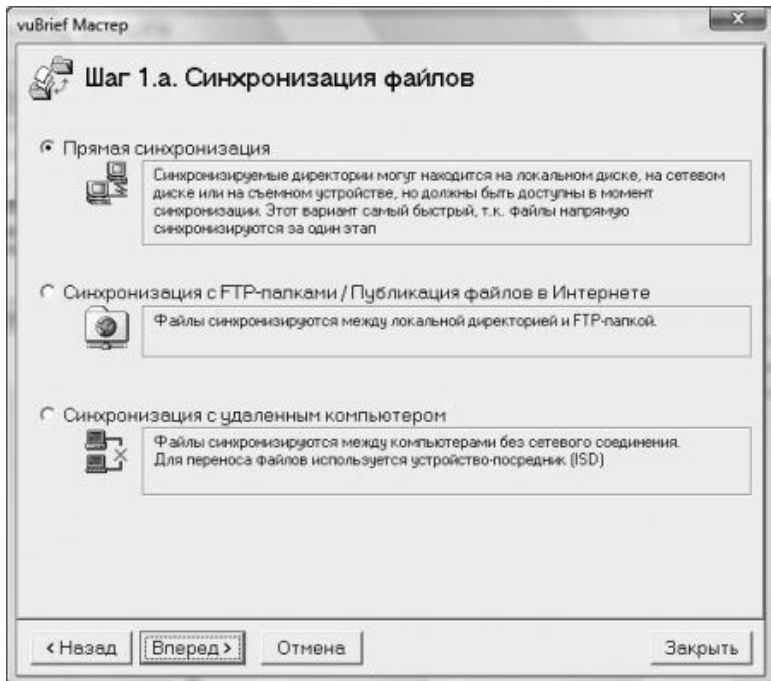 vuBrief Мастер
Шаг 1.а. Синхронизация файлов
Прямая синхронизация
Синхронизируемые директории могут находится на локальном диске, на сетевом
диске или на съемном устройстве, но должны быть доступны в момент
синхронизации. Этот вариант самый быстрый, т.к. файлы напрямую
синхронизируются за один этап
Синхронизация с FTP-папками / Публикация файлов в Интернете
Файлы синхронизируются между локальной директорией и FTP-папкой.
Синхронизация с удаленным компьютером
Файлы синхронизируются между компьютерами без сетевого соединения.
Для переноса файлов используется устройство-посредник (ISD)
< Назад Вперед > Отмена Закрыть